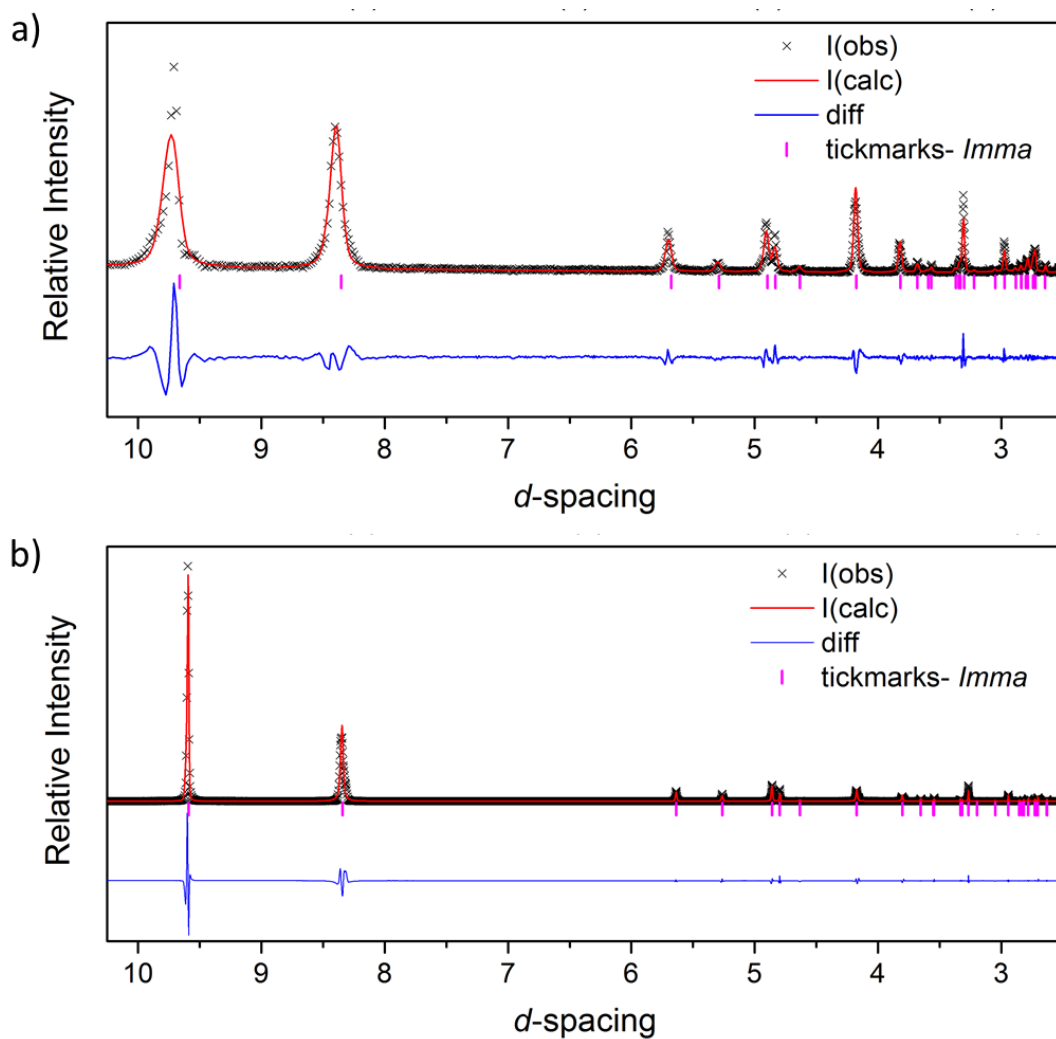 a)
Relative Intensity
× I(obs)
I(calc)
diff
tickmarks- Imma
10 9 8 7 6 5 4 3
d-spacing
b)
Relative Intensity
× I(obs)
I(calc)
diff
tickmarks- Imma
10 9 8 7 6 5 4 3
d-spacing